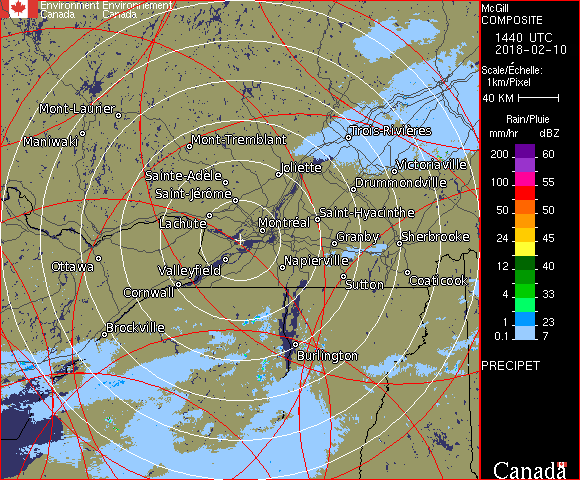 Environment Environnement
Canada Canada
Mont-Laurier
Maniwaki
Mont-Tremblant
Trois-Rivières
Sainte-Adèle
Joliette
Victoriaville
Saint-Jérôme
Drummondville
Lachute
Montréal
Saint-Hyacinthe
Granby
Sherbrooke
Ottawa
Valleyfield
Napierville
Cornwall
Sutton
Coaticook
Brockville
Burlington
McGill
COMPOSITE
1440 UTC
2018-02-10
Scale/Échelle:
1km/Pixel
40 KM
Rain/Pluie
mm/hr dBZ
200 60
100 55
50 50
24 45
12 40
4 33
1 23
0.1 7
PRECIPET
Canada